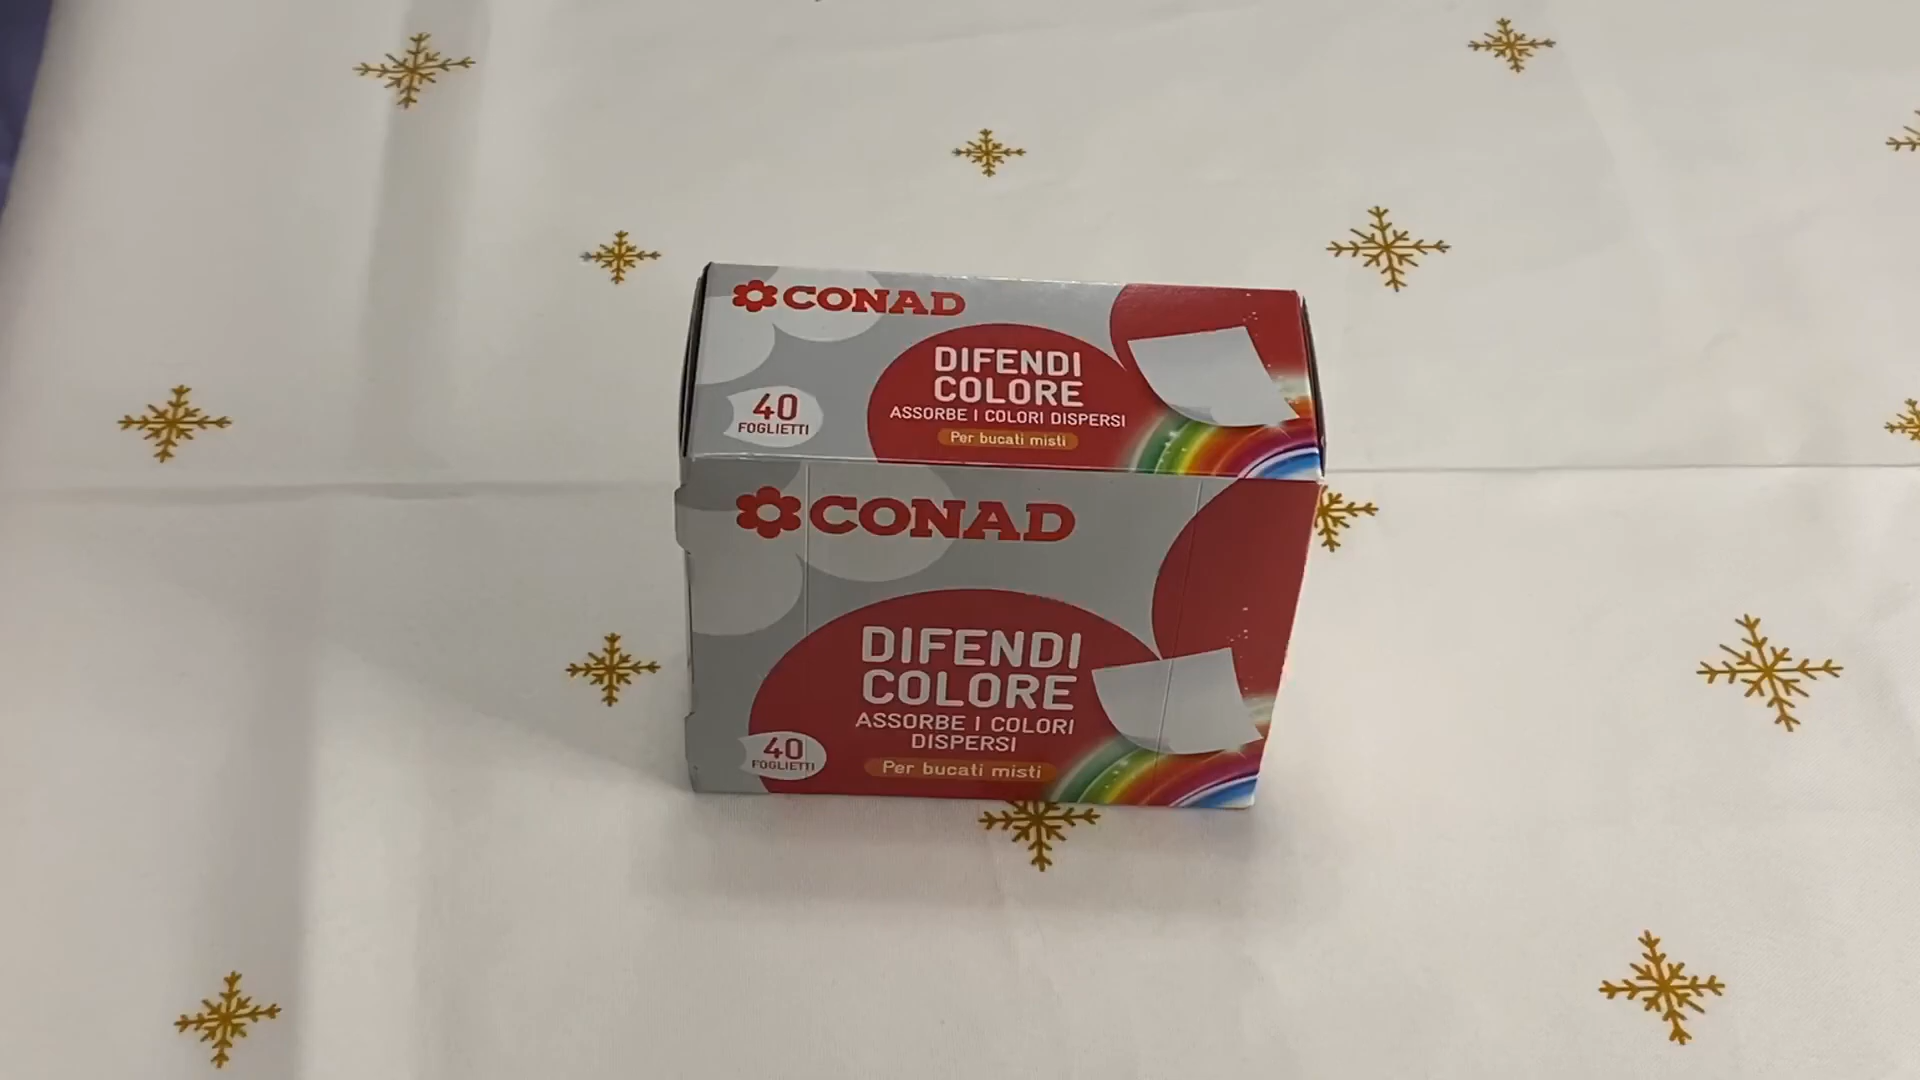 CONAD
DIFENDI
COLORE
ASSORBE I COLORI DISPERSI
Per bucati misti
40
FOGLIETTI
CONAD
DIFENDI
COLORE
ASSORBE I COLORI
DISPERSI
Per bucati misti
40
FOGLIETTI